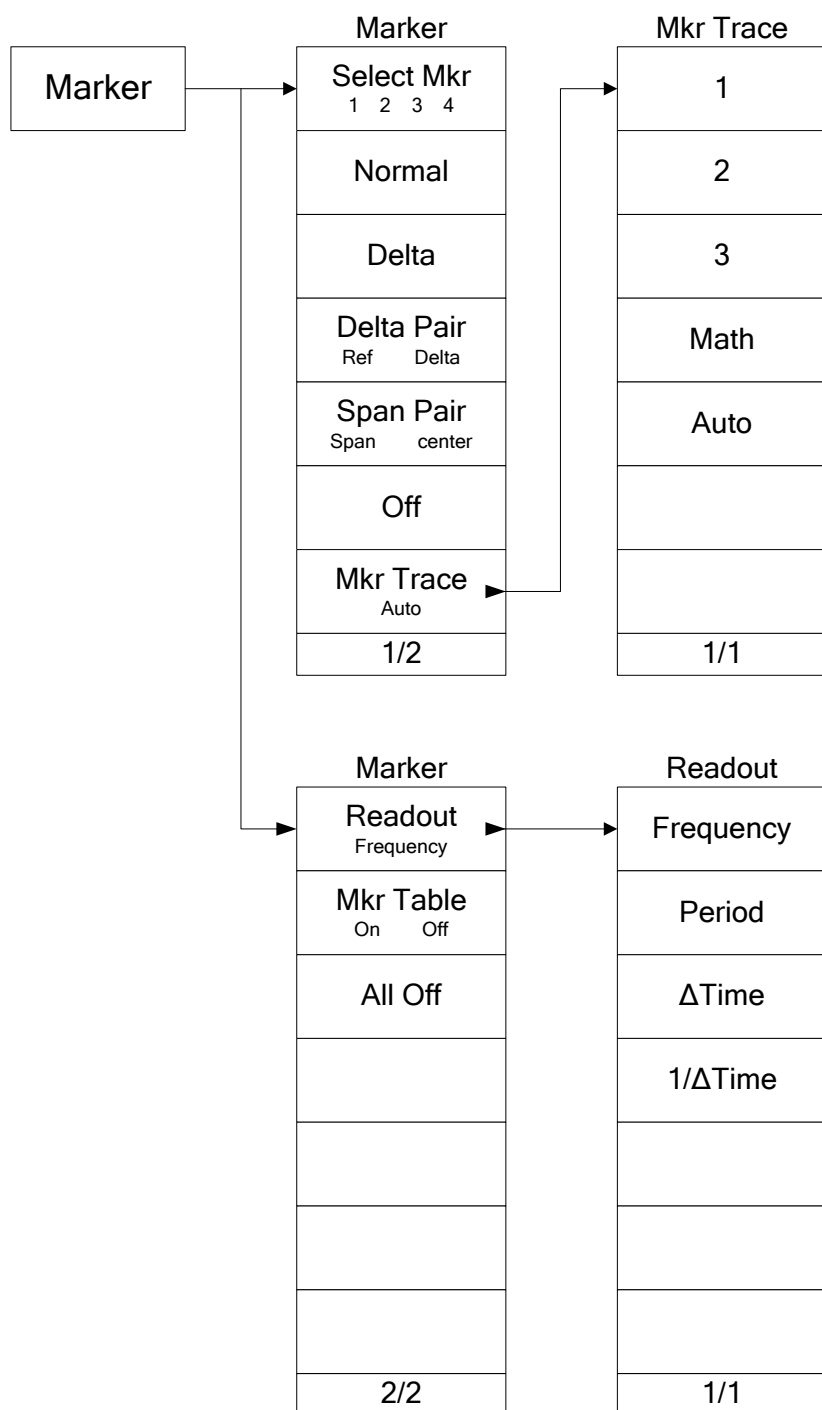 Marker
Marker
Select Mkr
1 2 3 4
Normal
Delta
Delta Pair
Ref Delta
Span Pair
Span center
Off
Mkr Trace
Auto
1/2
Mkr Trace
1
2
3
Math
Auto
1/1
Marker
Readout
Frequency
Mkr Table
On Off
All Off
2/2
Readout
Frequency
Period
ΔTime
1/ΔTime
1/1